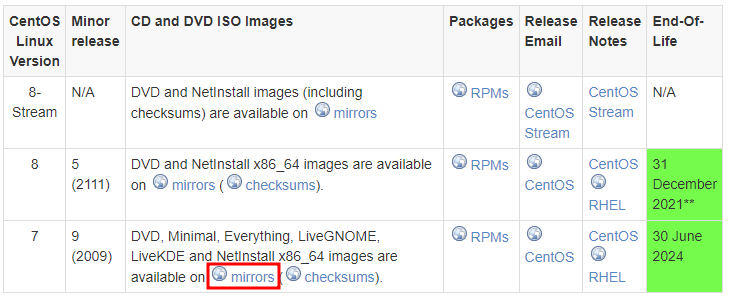 CentOS Linux Version Minor release CD and DVD ISO Images Packages Release Email Release Notes End-Of-Life
8-Stream N/A DVD and NetInstall images (including checksums) are available on mirrors RPMs CentOS Stream CentOS Stream N/A
8 5 (2111) DVD and NetInstall x86_64 images are available on mirrors ( checksums). RPMs CentOS CentOS RHEL 31 December 2021**
7 9 (2009) DVD, Minimal, Everything, LiveGNOME, LiveKDE and NetInstall x86_64 images are available on mirrors ( checksums). RPMs CentOS CentOS RHEL 30 June 2024